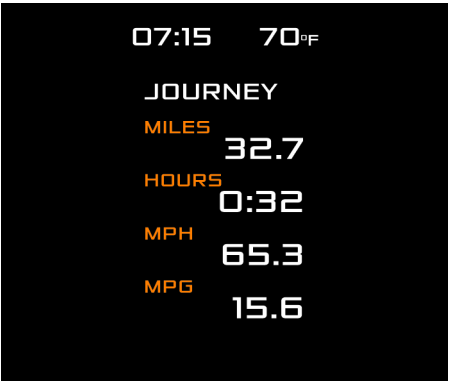 07:15 70°F
JOURNEY
MILES
32.7
HOURS
0:32
MPH
65.3
MPG
15.6